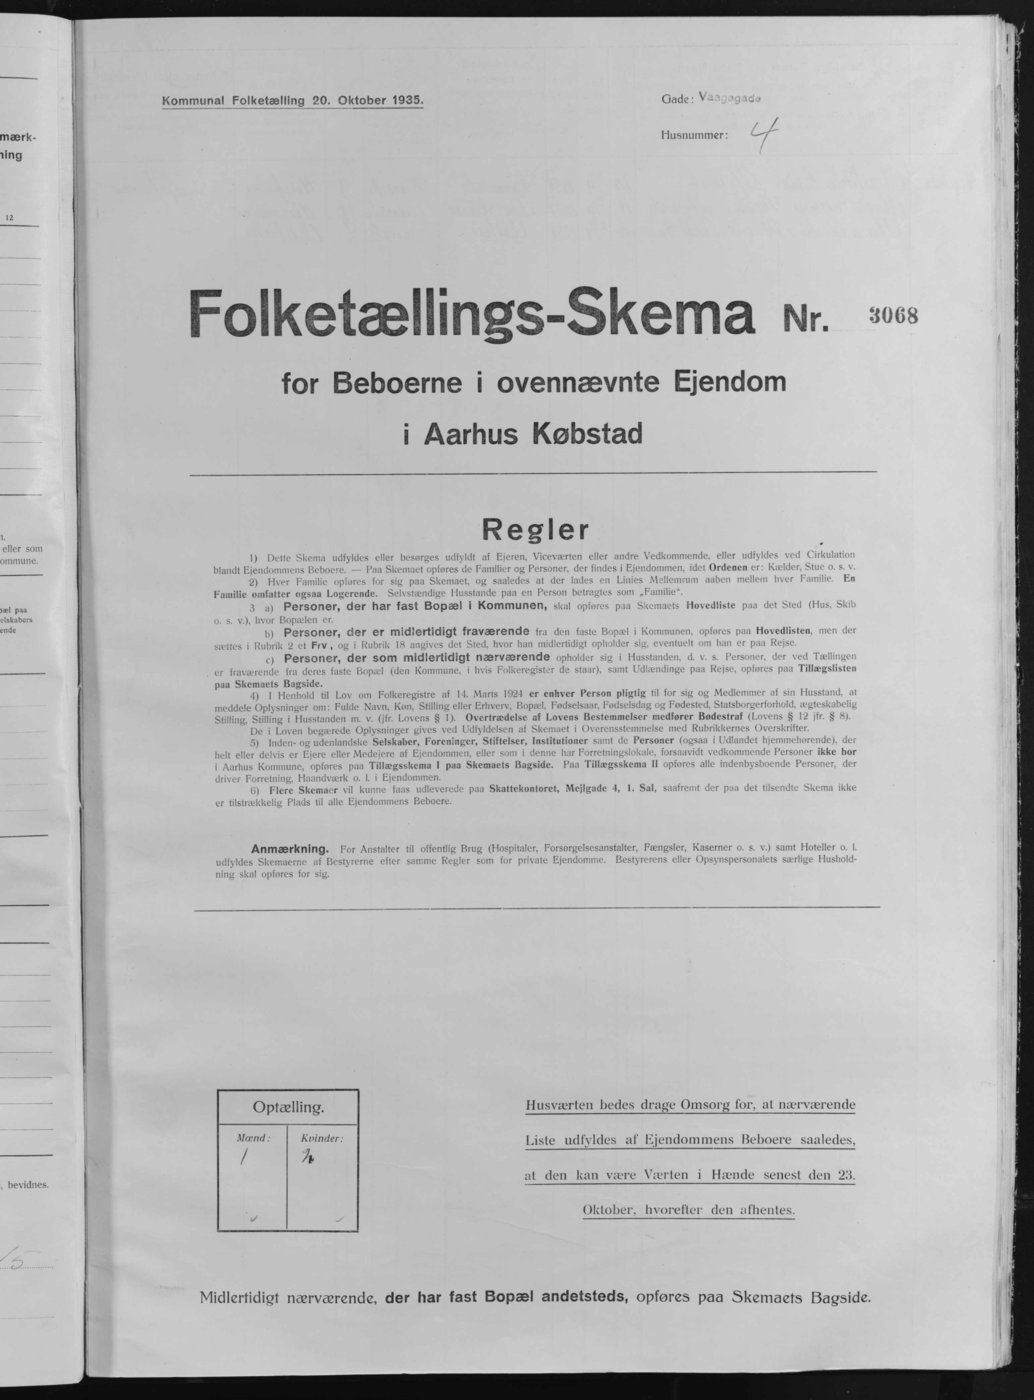 Kommunal Folketælling 20. Oktober 1935.
Gade: Vaagøgade
Husnummer: 4
mærk-
ning
12
Folketællings-Skema Nr. 3068
for Beboerne i ovennævnte Ejendom
i Aarhus Købstad
Regler
1) Dette Skema udfyldes eller besørges udfyldt af Ejeren, Viceværten eller andre Vedkommende, eller udfyldes ved Cirkulation
blandt Ejendommens Beboere. — Paa Skemaet opføres de Familier og Personer, der findes i Ejendommen, idet Ordenen er: Kælder, Stue o. s. v.
2) Hver Familie opføres for sig paa Skemaet, og saaledes at der lades en Linies Mellemrum aaben mellem hver Familie. En
Familie omfatter ogsaa Logerende. Selvstændige Husstande paa en Person betragtes som „Familie“.
3 a) Personer, der har fast Bopæl i Kommunen, skal opføres paa Skemaets Hovedliste paa det Sted (Hus, Skib
o. s. v.), hvor Bopælen er.
b) Personer, der er midlertidigt fraværende fra den faste Bopæl i Kommunen, opføres paa Hovedlisten, men der
sættes i Rubrik 2 et Frv., og i Rubrik 18 angives det Sted, hvor han midlertidigt opholder sig, eventuelt om han er paa Rejse.
c) Personer, der som midlertidigt nærværende opholder sig i Husstanden, d. v. s. Personer, der ved Tællingen
er fraværende fra deres faste Bopæl (den Kommune, i hvis Folkeregister de staar), samt Udlændinge paa Rejse, opføres paa Tillægslisten
paa Skemaets Bagside.
4) I Henhold til Lov om Folkeregistre af 14. Marts 1924 er enhver Person pligtig til for sig og Medlemmer af sin Husstand, at
meddele Oplysninger om: Fulde Navn, Køn, Stilling eller Erhverv, Bopæl, Fødselsaar, Fødselsdag og Fødested, Statsborgerforhold, ægteskabelig
Stilling, Stilling i Husstanden m. v. (jfr. Lovens § 1). Overtrædelse af Lovens Bestemmelser medfører Bødestraf (Lovens § 12 jfr. § 8).
De i Loven begærede Oplysninger gives ved Udfyldelsen af Skemaet i Overensstemmelse med Rubrikkernes Overskrifter.
5) Inden- og udenlandske Selskaber, Foreninger, Stiftelser, Institutioner samt de Personer (ogsaa i Udlandet hjemmehørende), der
helt eller delvis er Ejere eller Medejere af Ejendommen, eller som i denne har Forretningslokale, forsaavidt vedkommende Personer ikke bor
i Aarhus Kommune, opføres paa Tillægsskema I paa Skemaets Bagside. Paa Tillægsskema II opføres alle indenbysboende Personer, der
driver Forretning, Haandværk o. l. i Ejendommen.
6) Flere Skemaer vil kunne faas udleverede paa Skattekontoret, Mejlgade 4, 1. Sal, saafremt der paa det tilsendte Skema ikke
er tilstrækkelig Plads til alle Ejendommens Beboere.
Anmærkning. For Anstalter til offentlig Brug (Hospitaler, Forsørgelsesanstalter, Fængsler, Kaserner o. s. v.) samt Hoteller o. l.
udfyldes Skemaerne af Bestyrerne efter samme Regler som for private Ejendomme. Bestyrerens eller Opsynspersonalets særlige Hushold-
ning skal opføres for sig.
eller som
ommune.
pæl paa
elskabers
ende
, bevidnes.
15
Optælling.
Mænd: Kvinder:
1
Husværten bedes drage Omsorg for, at nærværende
Liste udfyldes af Ejendommens Beboere saaledes,
at den kan være Værten i Hænde senest den 23.
Oktober, hvorefter den afhentes.
Midlertidigt nærværende, der har fast Bopæl andetsteds, opføres paa Skemaets Bagside.